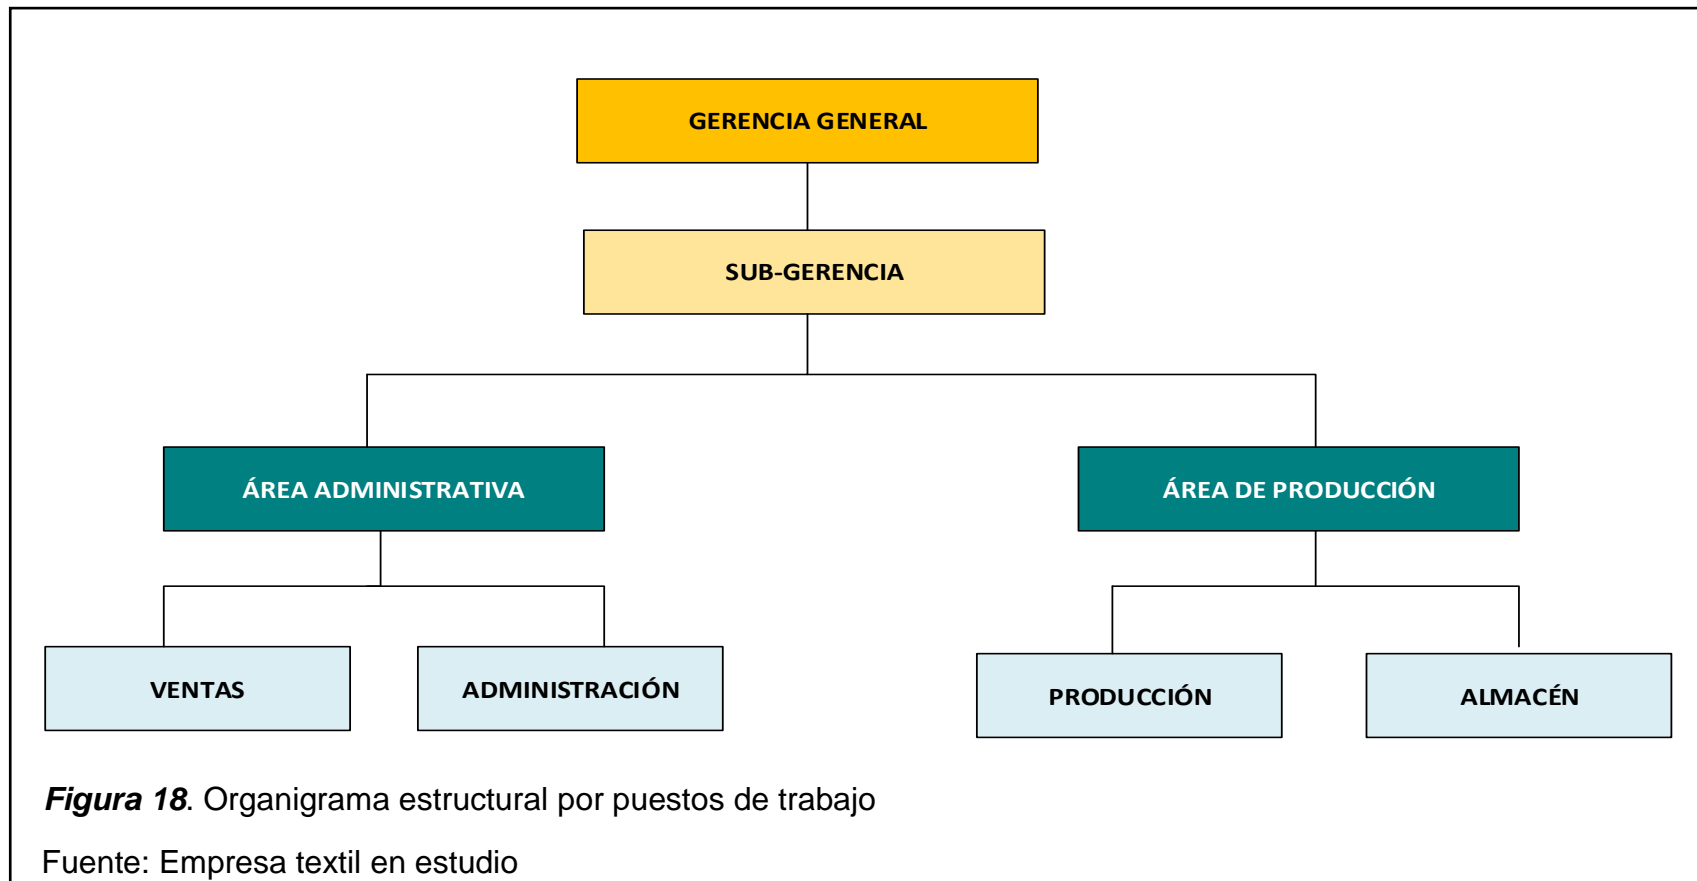 GERENCIA GENERAL
SUB-GERENCIA
ÁREA ADMINISTRATIVA
ÁREA DE PRODUCCIÓN
VENTAS
ADMINISTRACIÓN
PRODUCCIÓN
ALMACÉN
Figura 18. Organigrama estructural por puestos de trabajo
Fuente: Empresa textil en estudio